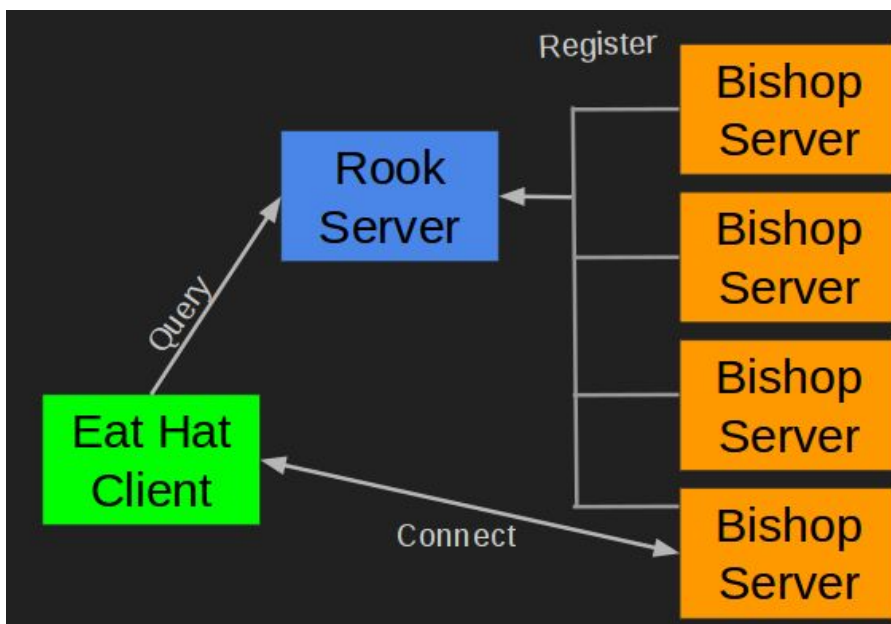 Register
Bishop
Server
Rook
Server
Bishop
Server
Query
Bishop
Server
Eat Hat
Client
Connect
Bishop
Server